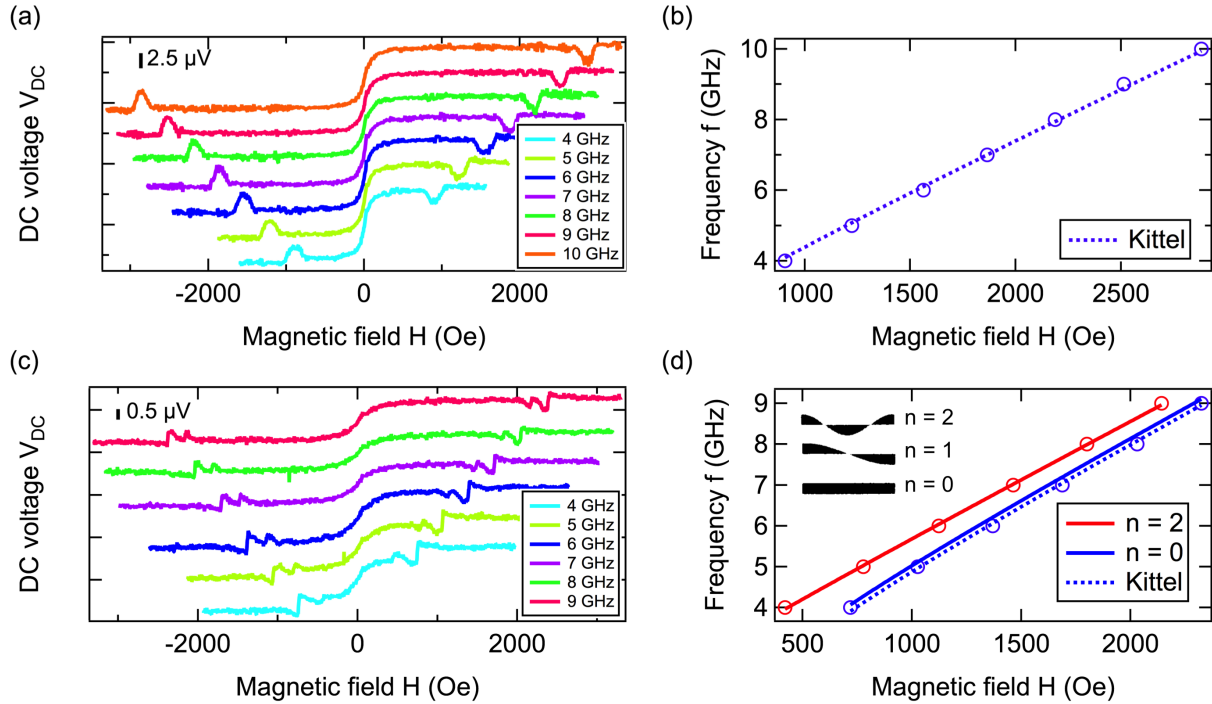 (a)
2.5 µV
DC voltage V_DC
4 GHz
5 GHz
6 GHz
7 GHz
8 GHz
9 GHz
10 GHz
-2000
0
2000
Magnetic field H (Oe)
(b)
Frequency f (GHz)
10
8
6
4
Kittel
1000
1500
2000
2500
Magnetic field H (Oe)
(c)
0.5 µV
DC voltage V_DC
4 GHz
5 GHz
6 GHz
7 GHz
8 GHz
9 GHz
-2000
0
2000
Magnetic field H (Oe)
(d)
Frequency f (GHz)
9
8
7
6
5
4
n = 2
n = 1
n = 0
n = 2
n = 0
Kittel
500
1000
1500
2000
Magnetic field H (Oe)